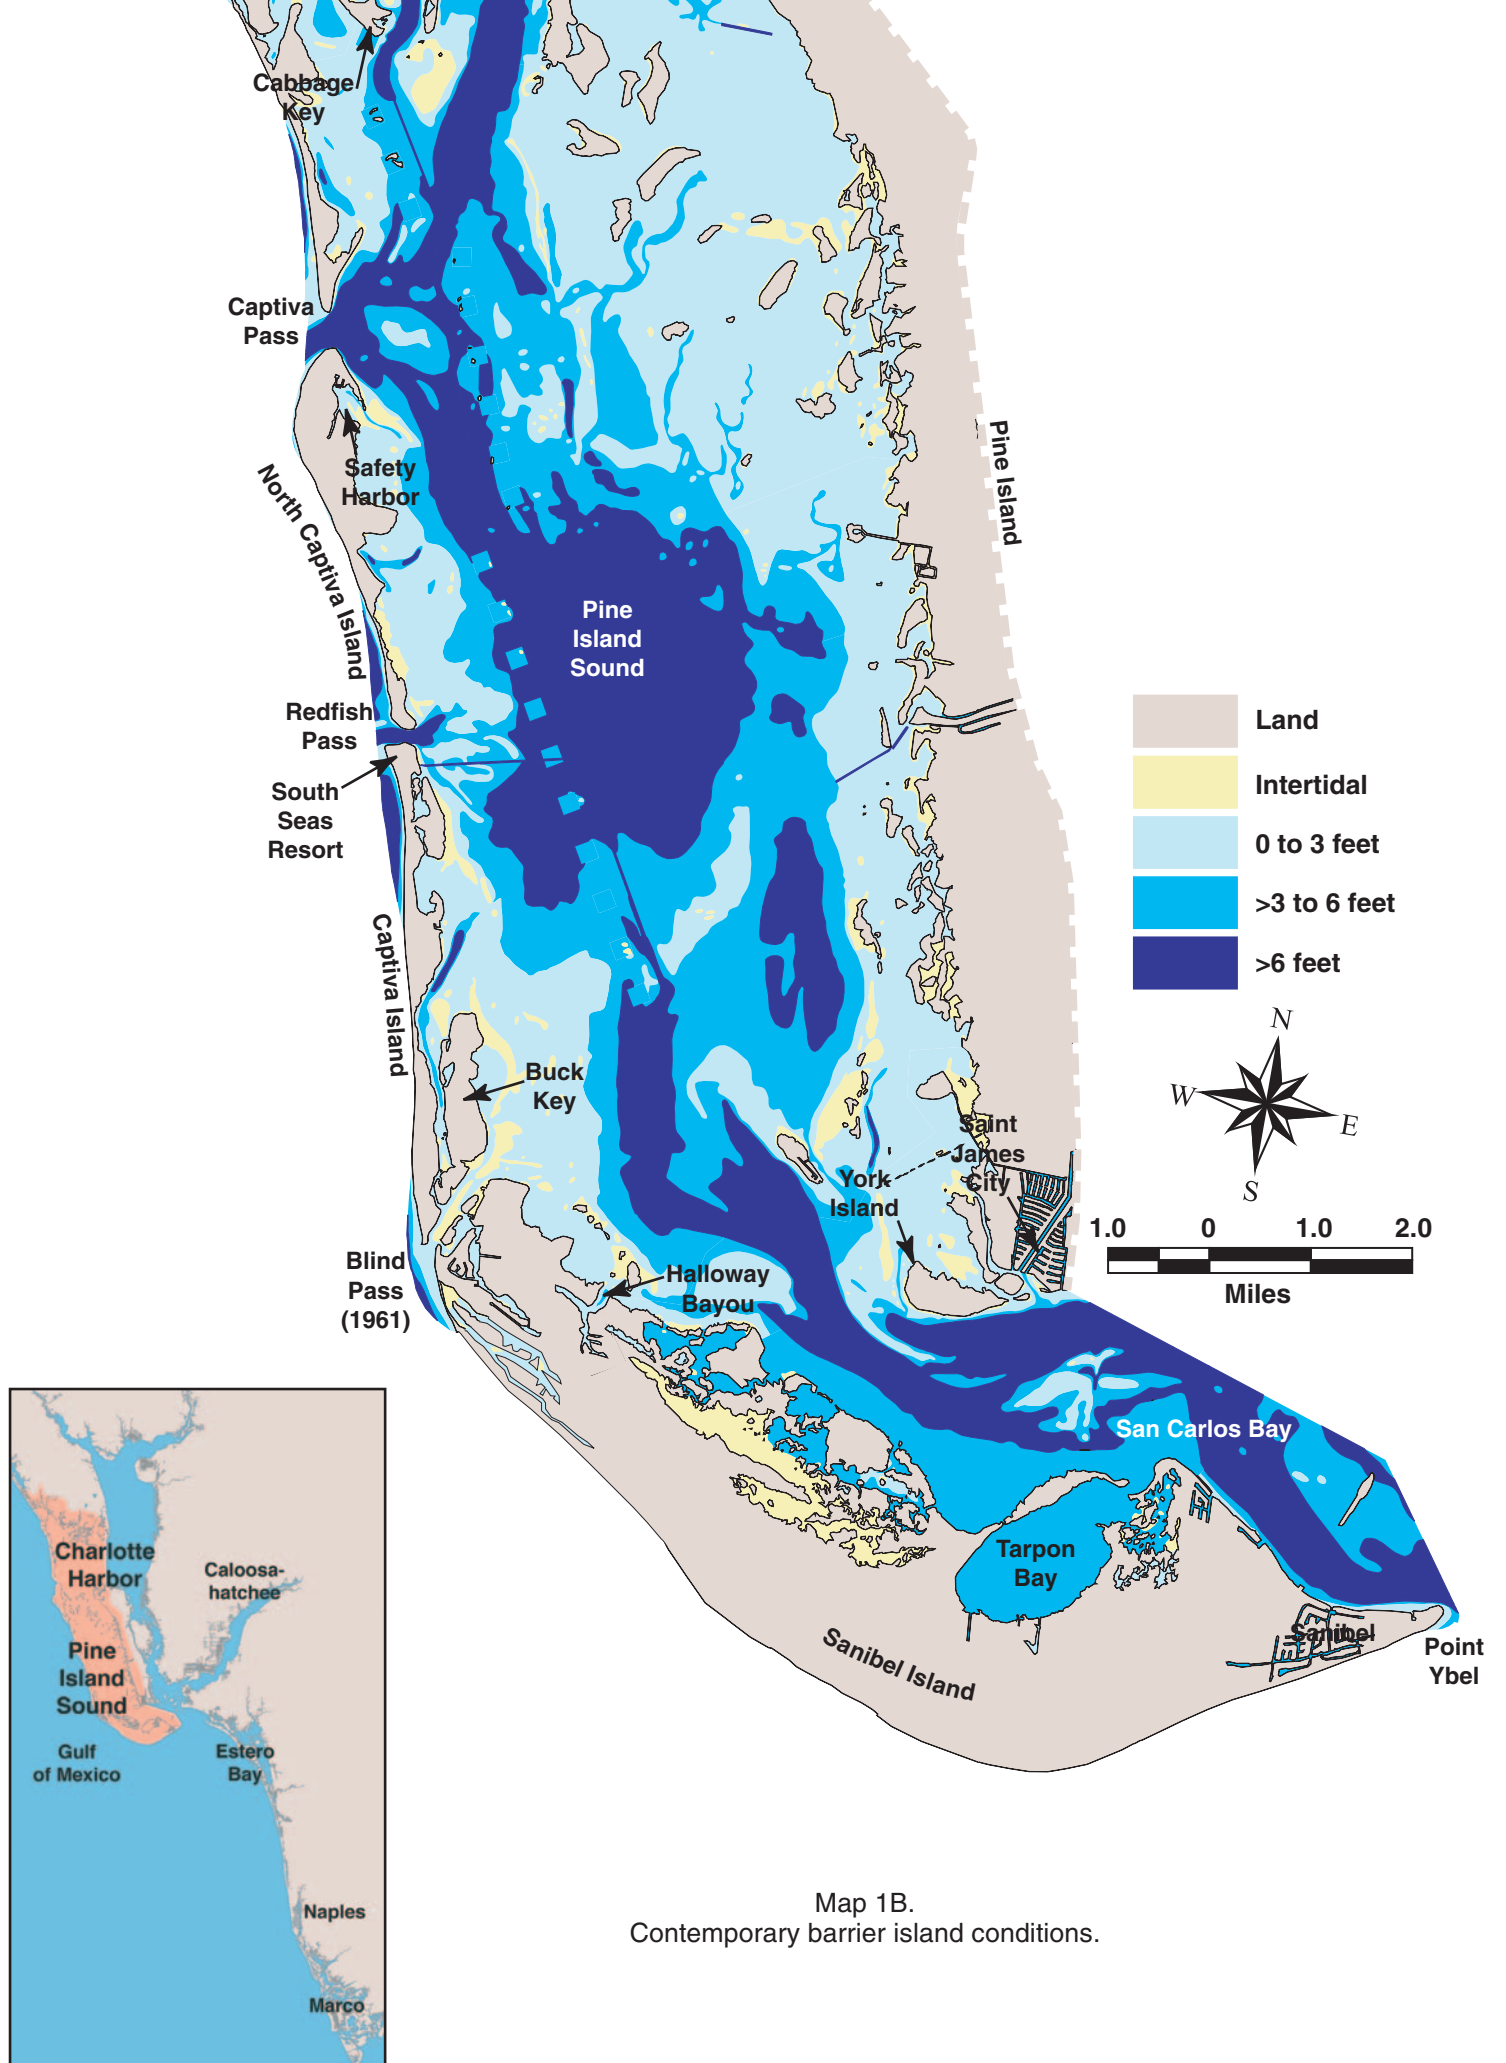 Cabbage
Key
Captiva
Pass
Safety
Harbor
North Captiva Island
Pine Island
Pine
Island
Sound
Redfish
Pass
South
Seas
Resort
Captiva Island
Buck
Key
Saint
James
City
York
Island
Blind
Pass
(1961)
Halloway
Bayou
San Carlos Bay
Tarpon
Bay
Sanibel Island
Sanibel
Point
Ybel
Land
Intertidal
0 to 3 feet
>3 to 6 feet
>6 feet
N
W
E
S
1.0 0 1.0 2.0
Miles
Charlotte
Harbor
Caloosa-
hatchee
Pine
Island
Sound
Gulf
of Mexico
Estero
Bay
Naples
Marco
Map 1B.
Contemporary barrier island conditions.